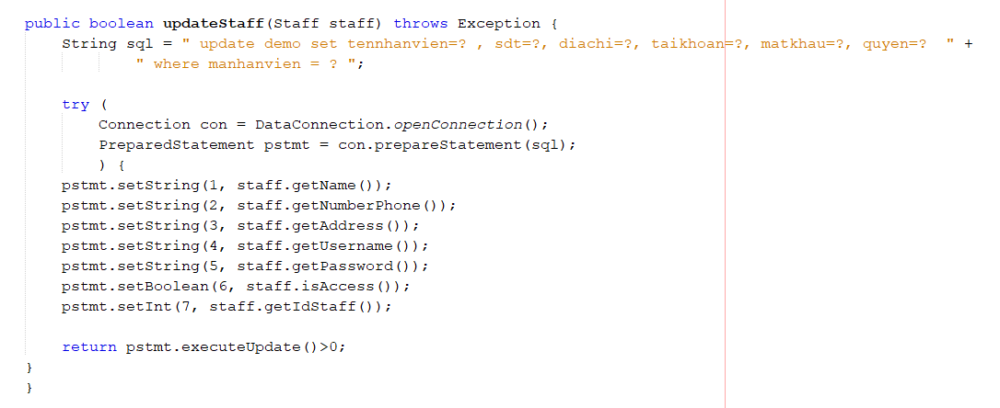 public boolean updateStaff(Staff staff) throws Exception {
String sql = " update demo set tennhanvien=? , sdt=?, diachi=?, taikhoan=?, matkhau=?, quyen=?  " +
" where manhanvien = ? ";
try (
Connection con = DataConnection.openConnection();
PreparedStatement pstmt = con.prepareStatement(sql);
) {
pstmt.setString(1, staff.getName());
pstmt.setString(2, staff.getNumberPhone());
pstmt.setString(3, staff.getAddress());
pstmt.setString(4, staff.getUsername());
pstmt.setString(5, staff.getPassword());
pstmt.setBoolean(6, staff.isAccess());
pstmt.setInt(7, staff.getIdStaff());
return pstmt.executeUpdate()>0;
}
}